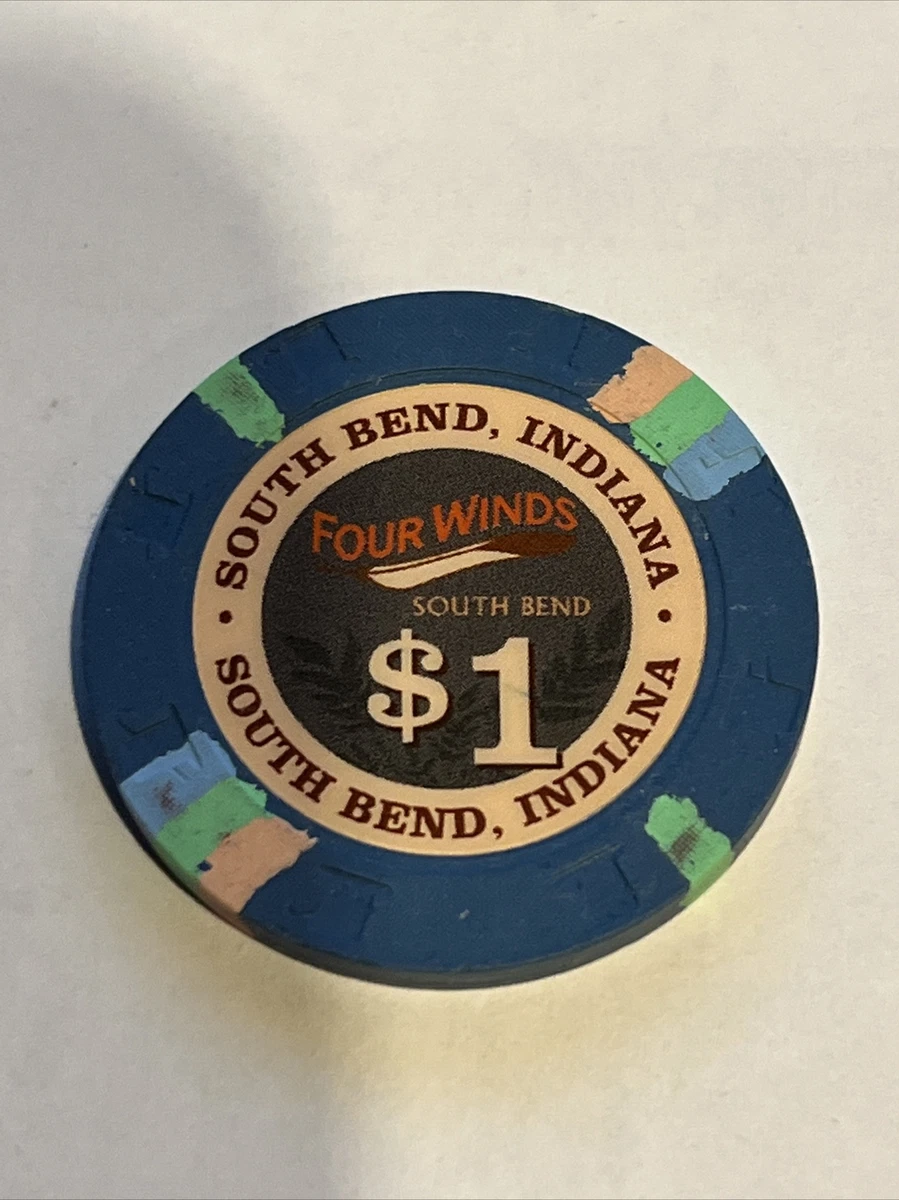 SOUTH BEND, INDIANA
FOUR WINDS
SOUTH BEND
$1
SOUTH BEND, INDIANA